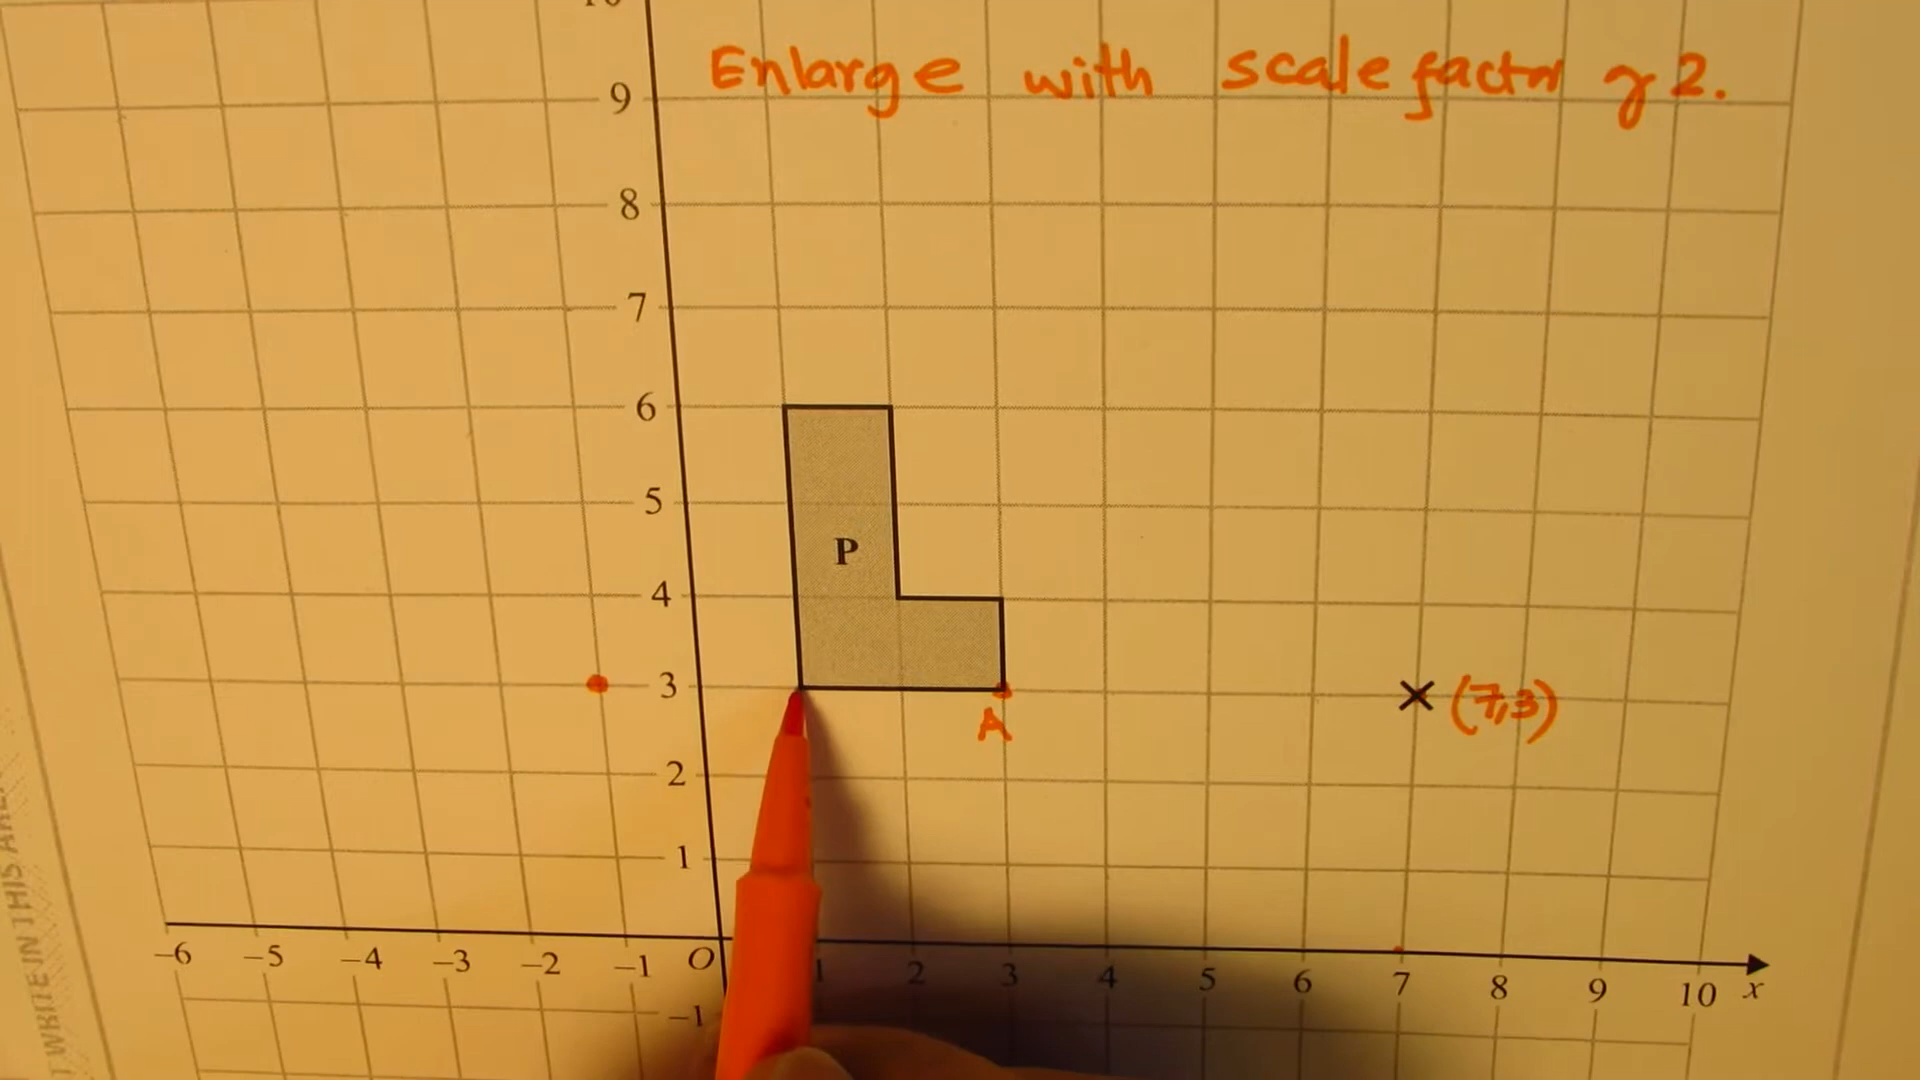 Enlarge with scale factor of 2.
9
8
7
6
5
P
4
3
A
(7,3)
2
1
-6 -5 -4 -3 -2 -1 O 1 2 3 4 5 6 7 8 9 10 x
-1
WRITE IN THIS